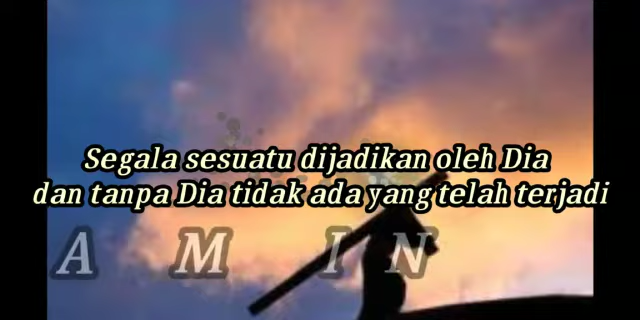 Segala sesuatu dijadikan oleh Dia
dan tanpa Dia tidak ada yang telah terjadi
A M I N